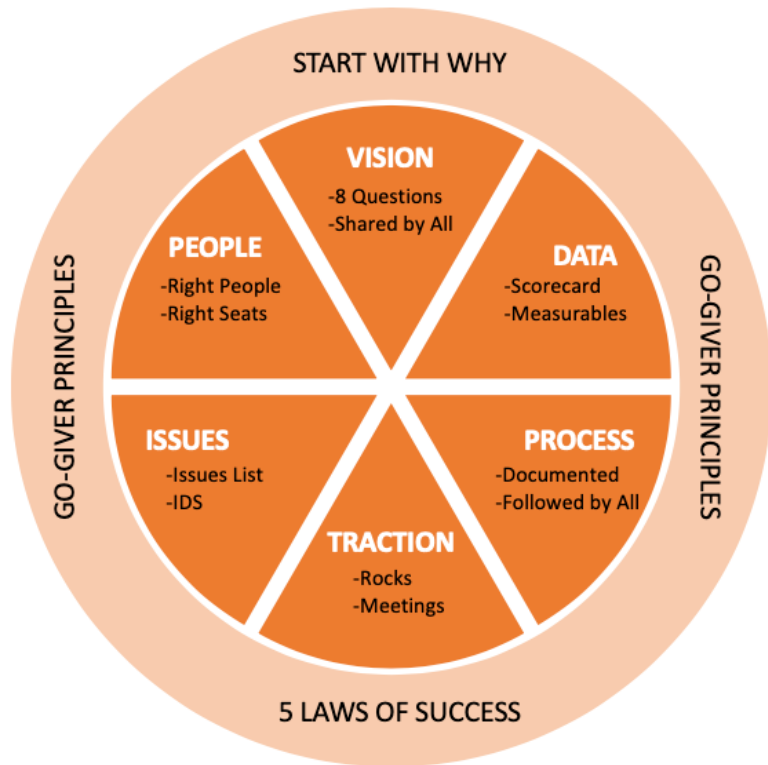 START WITH WHY
VISION
-8 Questions
-Shared by All
DATA
-Scorecard
-Measurables
PROCESS
-Documented
-Followed by All
TRACTION
-Rocks
-Meetings
ISSUES
-Issues List
-IDS
PEOPLE
-Right People
-Right Seats
GO-GIVER PRINCIPLES
GO-GIVER PRINCIPLES
5 LAWS OF SUCCESS